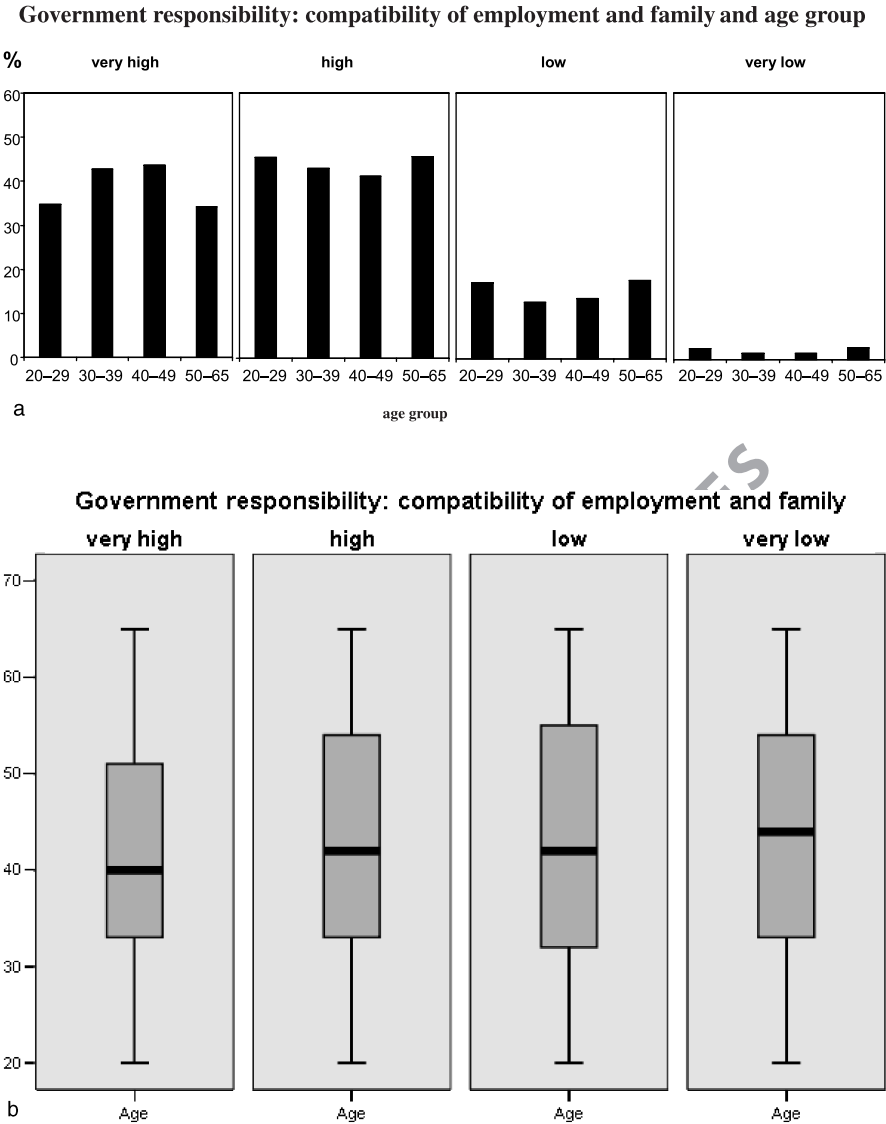 Government responsibility: compatibility of employment and family and age group
%
very high high low very low
60
50
40
30
20
10
0
20–29 30–39 40–49 50–65 20–29 30–39 40–49 50–65 20–29 30–39 40–49 50–65 20–29 30–39 40–49 50–65
a
age group
ES
Government responsibility: compatibility of employment and family
very high high low very low
70
60
50
40
30
20
Age Age Age Age
b